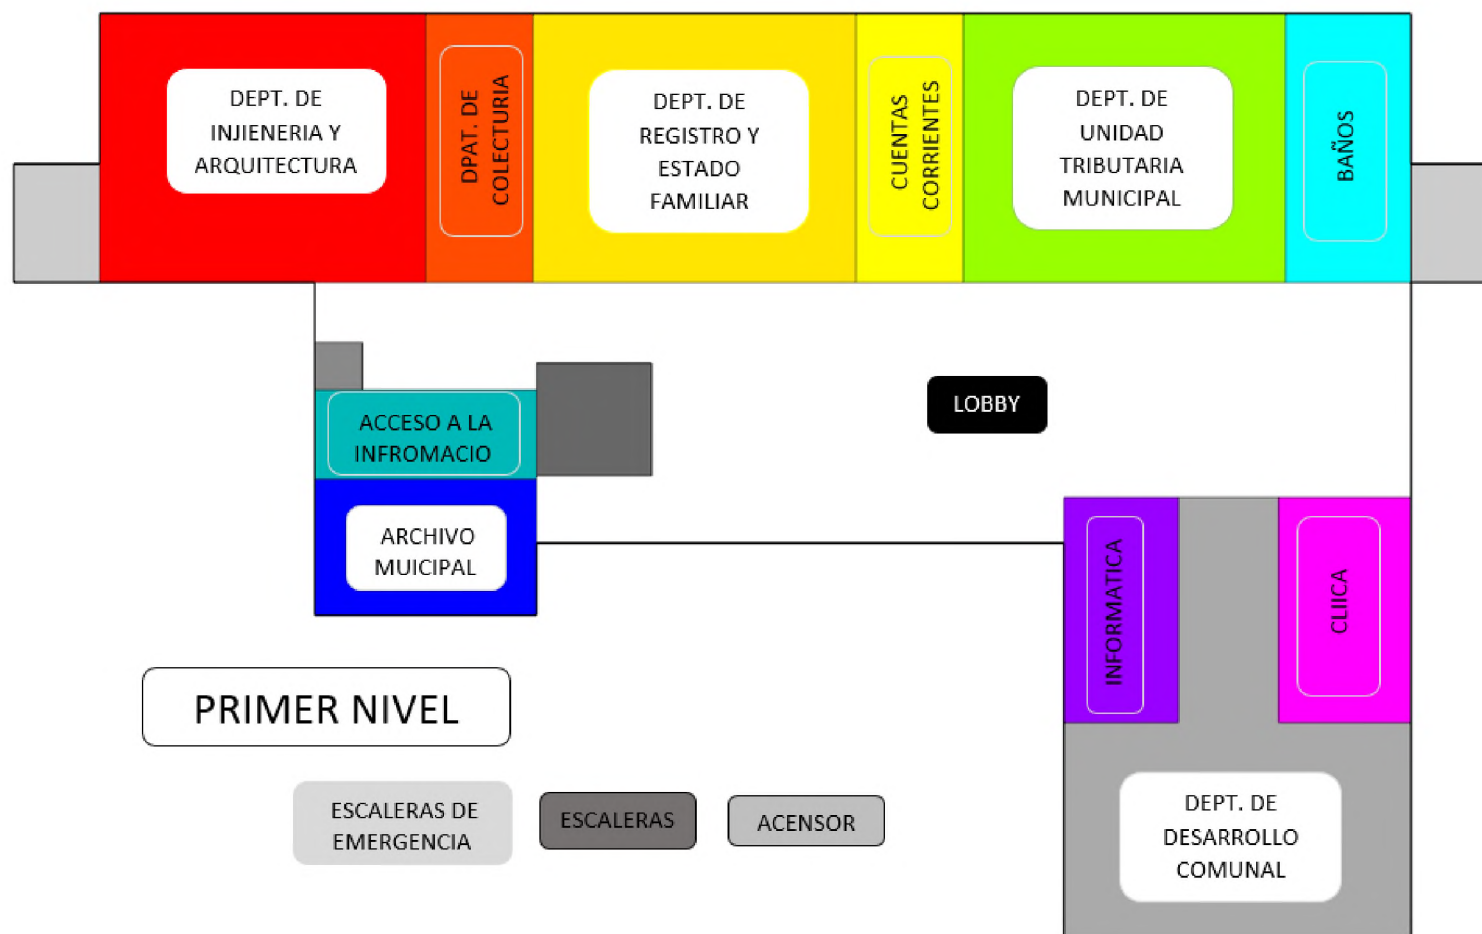 DEPT. DE
INJIENERIA Y
ARQUITECTURA
DPAT. DE
COLECTURIA
DEPT. DE
REGISTRO Y
ESTADO
FAMILIAR
CUENTAS
CORRIENTES
DEPT. DE
UNIDAD
TRIBUTARIA
MUNICIPAL
BAÑOS
LOBBY
ACCESO A LA
INFROMACIO
ARCHIVO
MUICIPAL
INFORMATICA
CLIICA
PRIMER NIVEL
ESCALERAS DE
EMERGENCIA
ESCALERAS
ACENSOR
DEPT. DE
DESARROLLO
COMUNAL